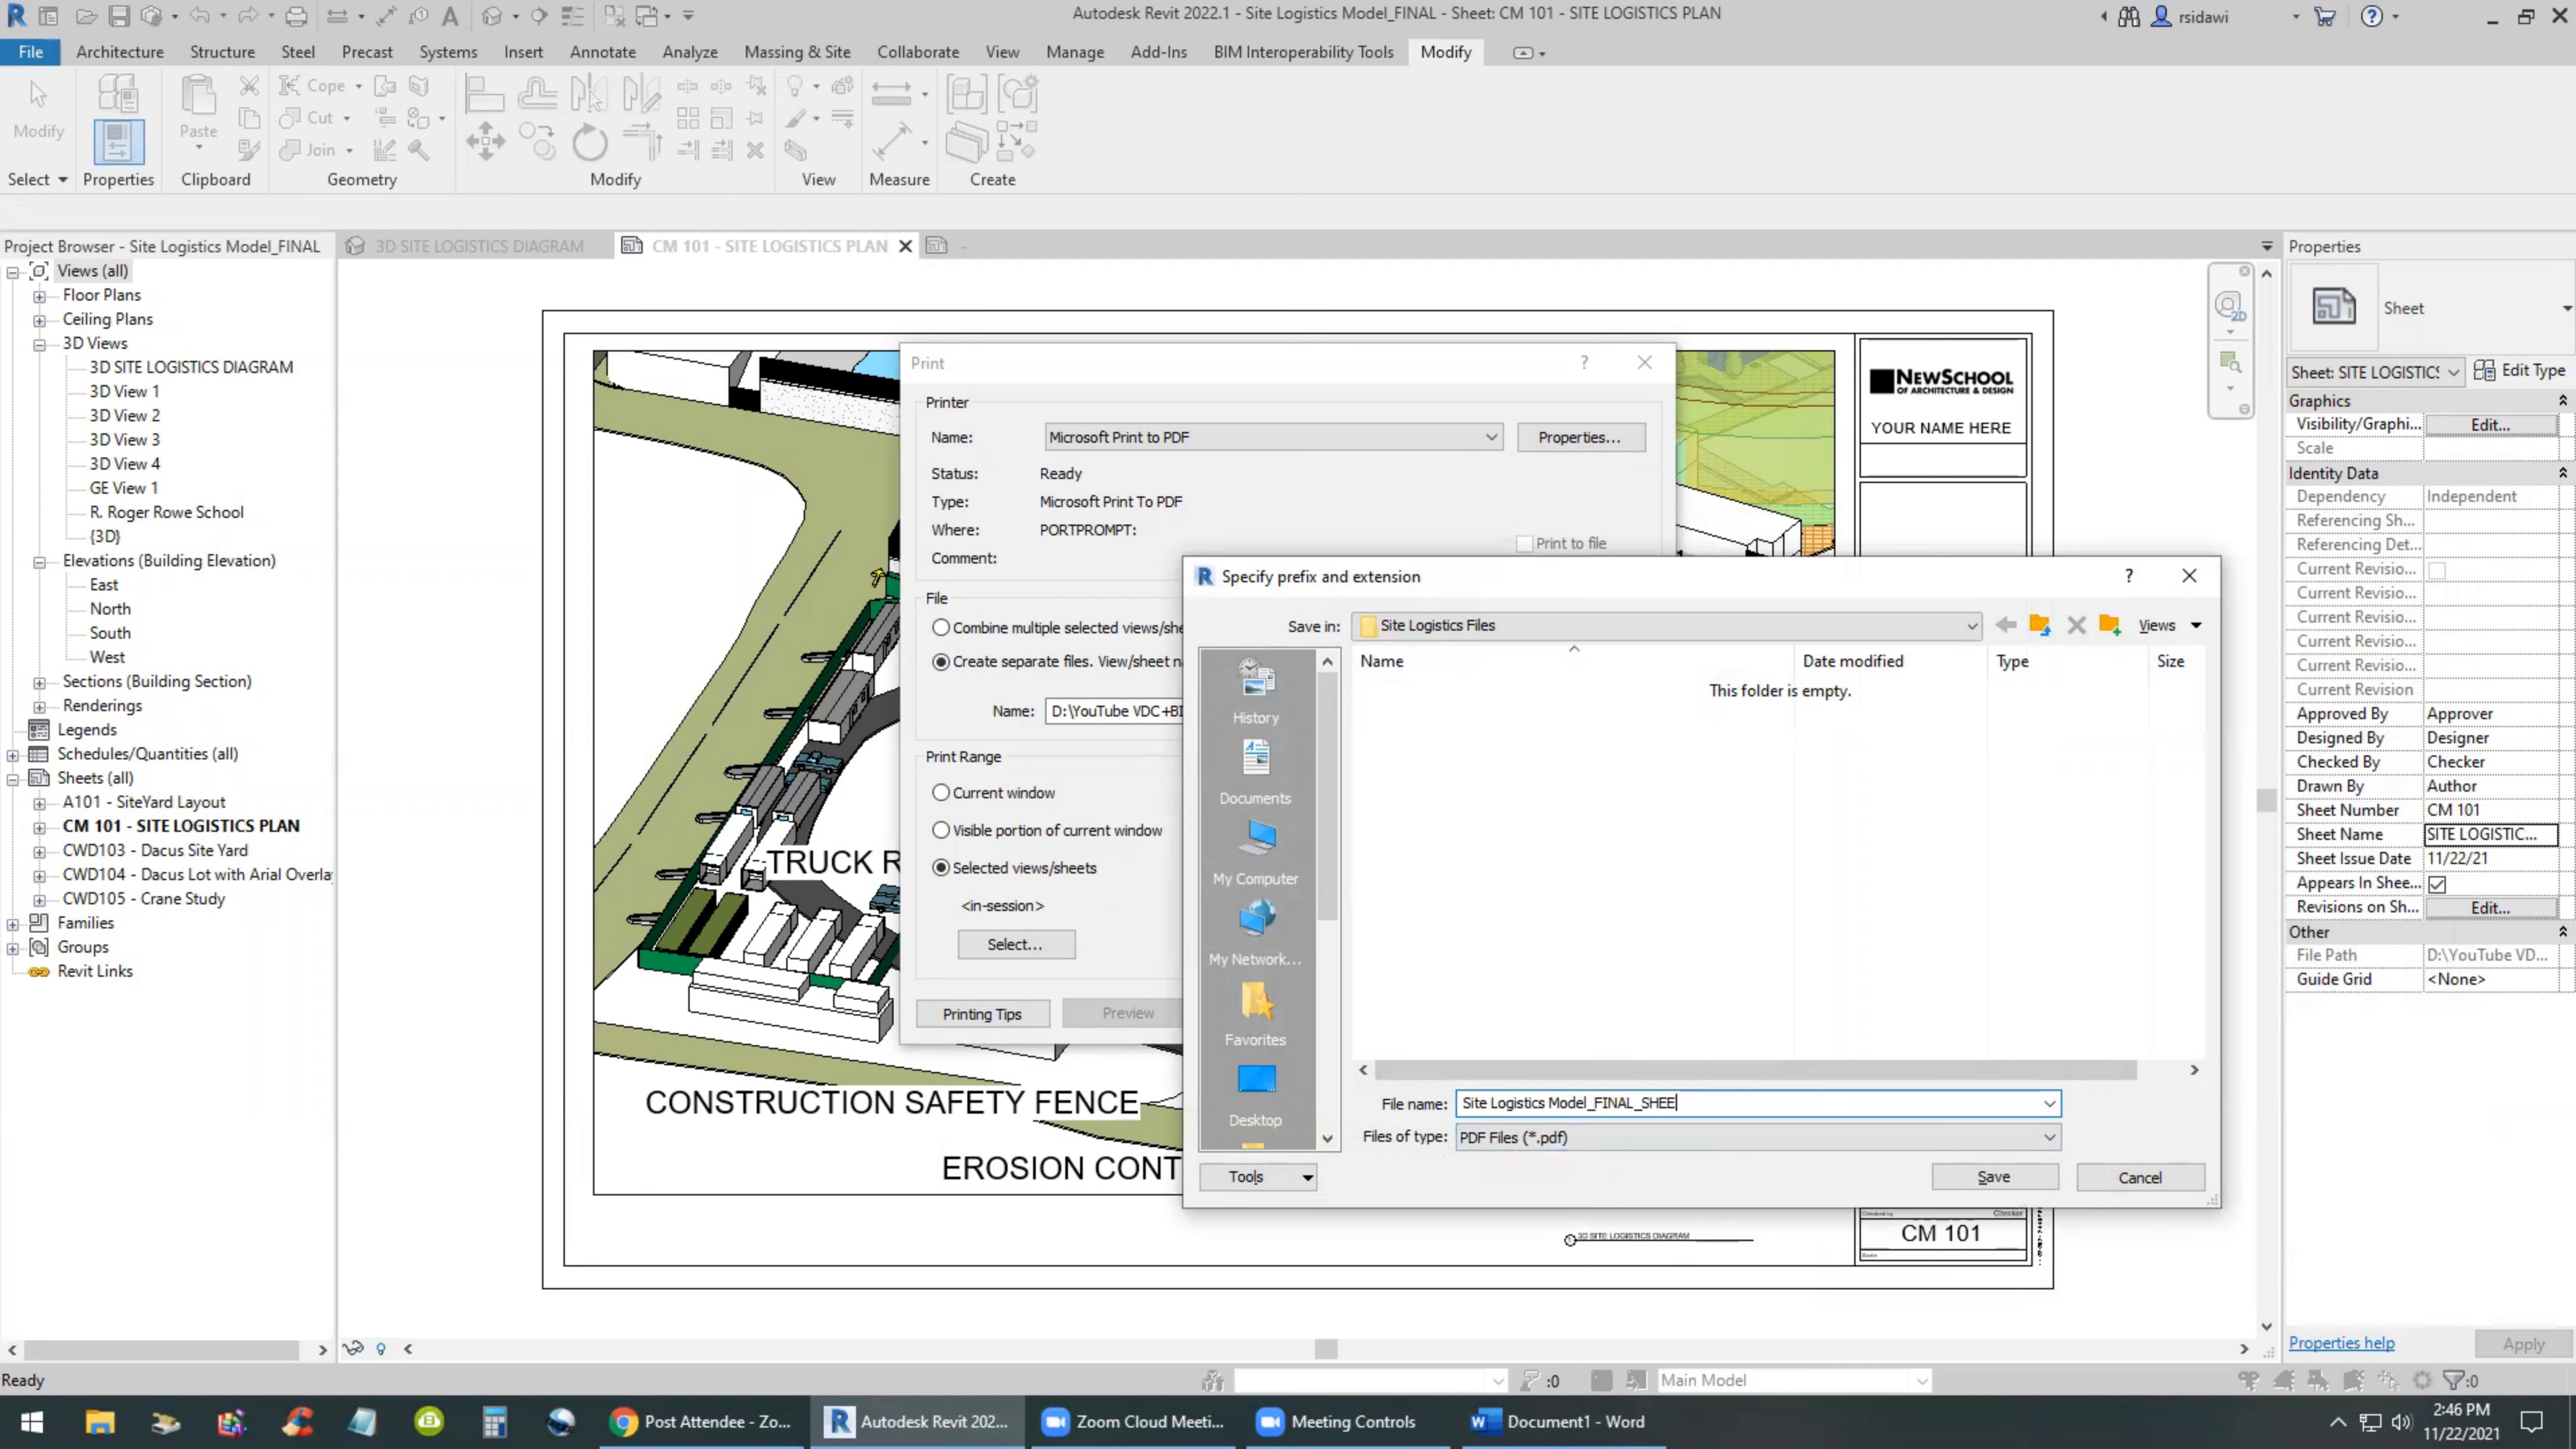 Autodesk Revit 2022.1 - Site Logistics Model_FINAL - Sheet: CM 101 - SITE LOGISTICS PLAN
rsidawi
File Architecture Structure Steel Precast Systems Insert Annotate Analyze Massing & Site Collaborate View Manage Add-Ins BIM Interoperability Tools Modify
Modify
Paste
Cope
Cut
Join
Select Properties Clipboard Geometry Modify View Measure Create
Project Browser - Site Logistics Model_FINAL
Views (all)
Floor Plans
Ceiling Plans
3D Views
3D SITE LOGISTICS DIAGRAM
3D View 1
3D View 2
3D View 3
3D View 4
GE View 1
R. Roger Rowe School
{3D}
Elevations (Building Elevation)
East
North
South
West
Sections (Building Section)
Renderings
Legends
Schedules/Quantities (all)
Sheets (all)
A101 - SiteYard Layout
CM 101 - SITE LOGISTICS PLAN
CWD103 - Dacus Site Yard
CWD104 - Dacus Lot with Arial Overla
CWD105 - Crane Study
Families
Groups
Revit Links
3D SITE LOGISTICS DIAGRAM
CM 101 - SITE LOGISTICS PLAN
-
2D
NEWSCHOOL
OF ARCHITECTURE & DESIGN
YOUR NAME HERE
TRUCK R
CONSTRUCTION SAFETY FENCE
EROSION CONT
3D SITE LOGISTICS DIAGRAM
Checker
CM 101
Print
?
Printer
Name: Microsoft Print to PDF Properties...
Status: Ready
Type: Microsoft Print To PDF
Where: PORTPROMPT:
Comment:
Print to file
File
Combine multiple selected views/she
Create separate files. View/sheet n
Name: D:\YouTube VDC+BI
Print Range
Current window
Visible portion of current window
Selected views/sheets
<in-session>
Select...
Printing Tips Preview
Specify prefix and extension
?
Save in: Site Logistics Files Views
Name Date modified Type Size
This folder is empty.
History
Documents
My Computer
My Network...
Favorites
Desktop
File name: Site Logistics Model_FINAL_SHEE
Files of type: PDF Files (*.pdf)
Tools Save Cancel
Properties
Sheet
Sheet: SITE LOGISTICS Edit Type
Graphics
Visibility/Graphi... Edit...
Scale
Identity Data
Dependency Independent
Referencing Sh...
Referencing Det...
Current Revisio...
Current Revisio...
Current Revisio...
Current Revisio...
Current Revisio...
Current Revision
Approved By Approver
Designed By Designer
Checked By Checker
Drawn By Author
Sheet Number CM 101
Sheet Name SITE LOGISTIC...
Sheet Issue Date 11/22/21
Appears In Shee...
Revisions on Sh... Edit...
Other
File Path D:\YouTube VD...
Guide Grid <None>
Properties help Apply
Ready
:0 Main Model :0
Post Attendee - Zo... Autodesk Revit 202... Zoom Cloud Meeti... Meeting Controls Document1 - Word
2:46 PM
11/22/2021